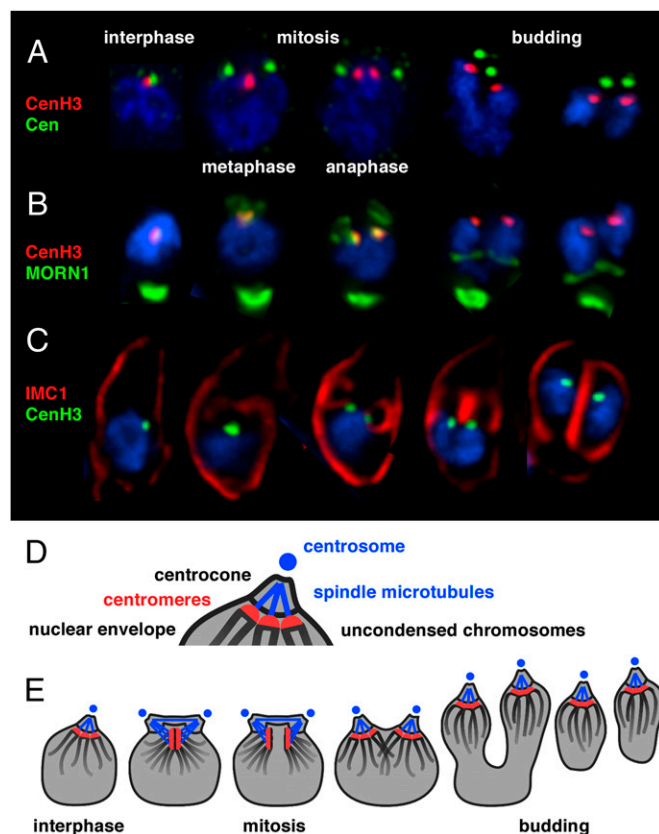 A
interphase mitosis budding
CenH3
Cen
metaphase anaphase
B
CenH3
MORN1
C
IMC1
CenH3
D
centrosome
centrocone
centromeres spindle microtubules
nuclear envelope uncondensed chromosomes
E
interphase mitosis budding